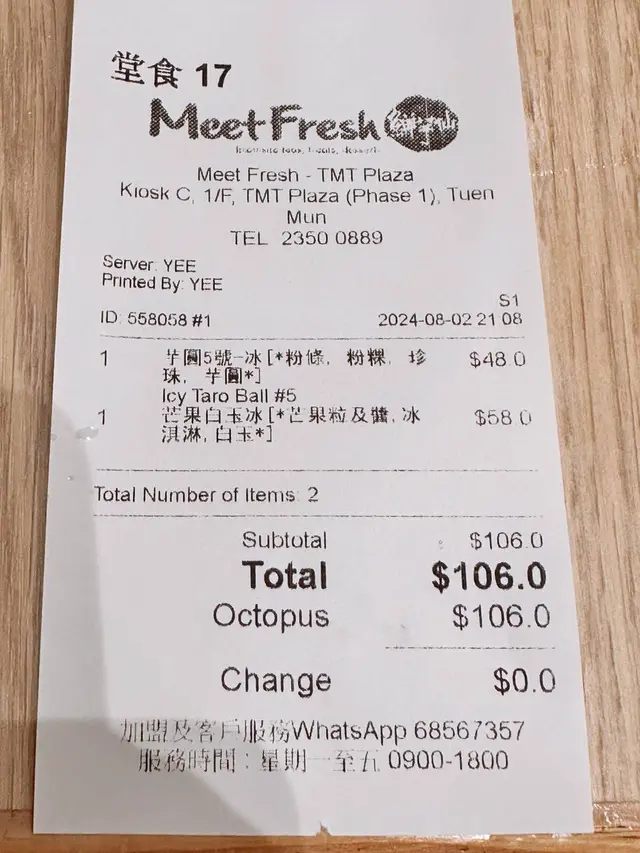 堂食 17
MeetFresh 鮮芋仙
Meet Fresh - TMT Plaza
Kiosk C, 1/F, TMT Plaza (Phase 1), Tuen
Mun
TEL 2350 0889
Server: YEE
Printed By: YEE
S1
ID: 558058 #1 2024-08-02 21:08
1 芋圓5號-冰[*粉條, 粉粿, 珍 $48.0
珠, 芋圓*]
Icy Taro Ball #5
1 芒果白玉冰[*芒果粒及醬,冰 $58.0
淇淋,白玉*]
Total Number of Items: 2
Subtotal $106.0
Total $106.0
Octopus $106.0
Change $0.0
加盟及客戶服務WhatsApp 68567357
服務時間：星期一至五 0900-1800